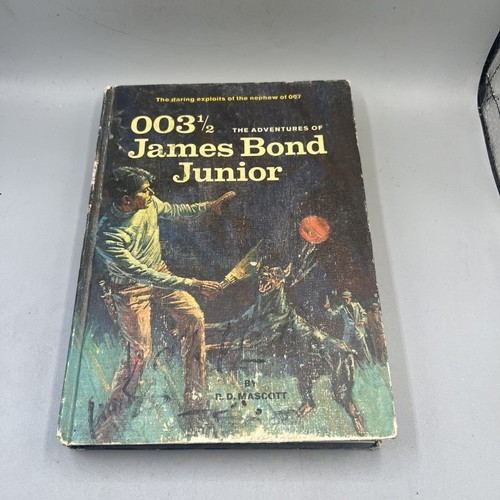 The daring exploits of the nephew of 007
003½ THE ADVENTURES OF
James Bond
Junior
BY
R. D. MASCOTT